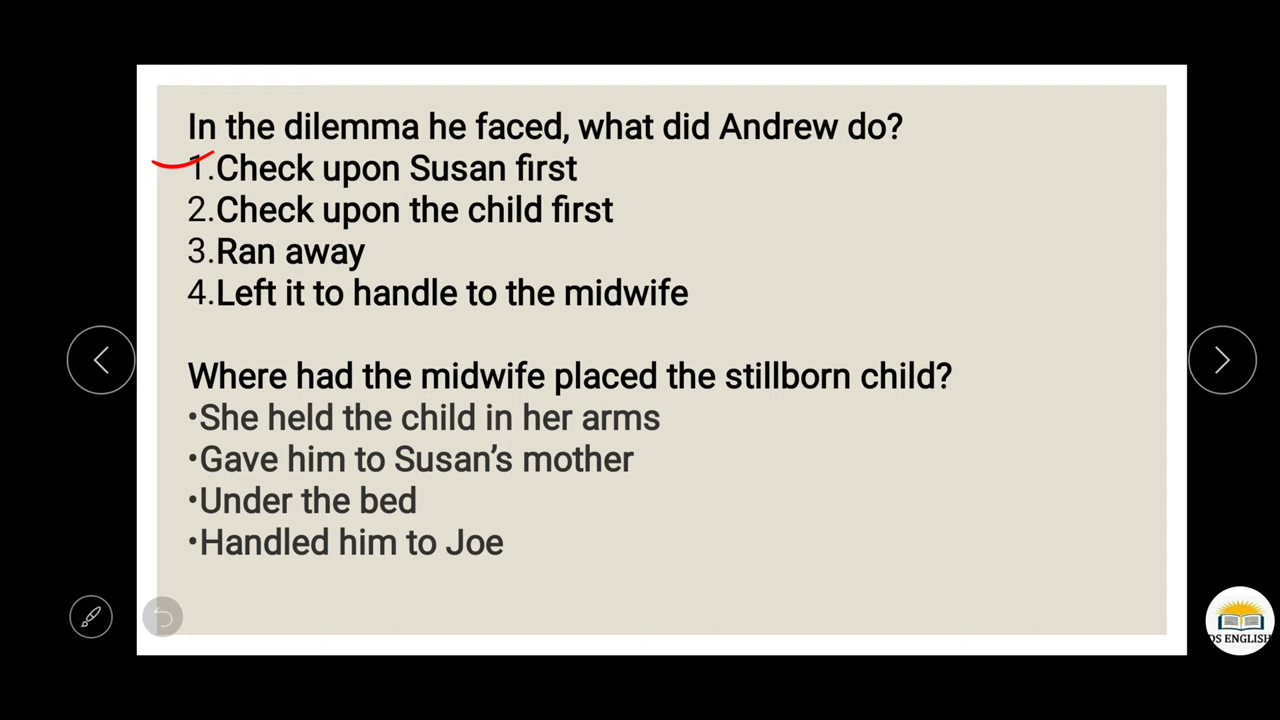 In the dilemma he faced, what did Andrew do?
1.Check upon Susan first
2.Check upon the child first
3.Ran away
4.Left it to handle to the midwife
Where had the midwife placed the stillborn child?
•She held the child in her arms
•Gave him to Susan’s mother
•Under the bed
•Handled him to Joe
DS ENGLISH